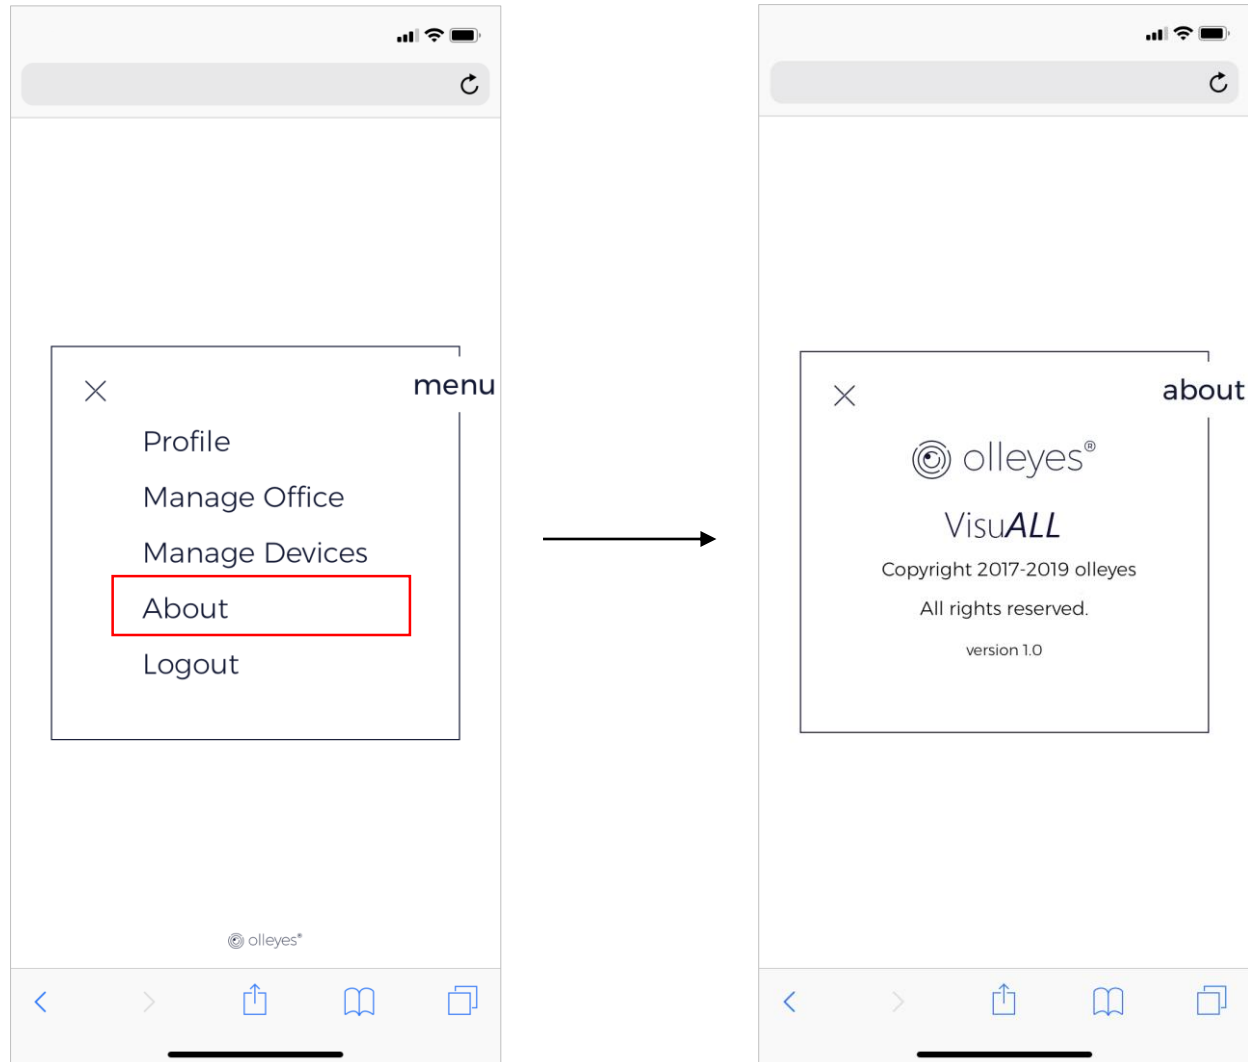 menu
Profile
Manage Office
Manage Devices
About
Logout
olleyes®
about
olleyes®
VisuALL
Copyright 2017-2019 olleyes
All rights reserved.
version 1.0